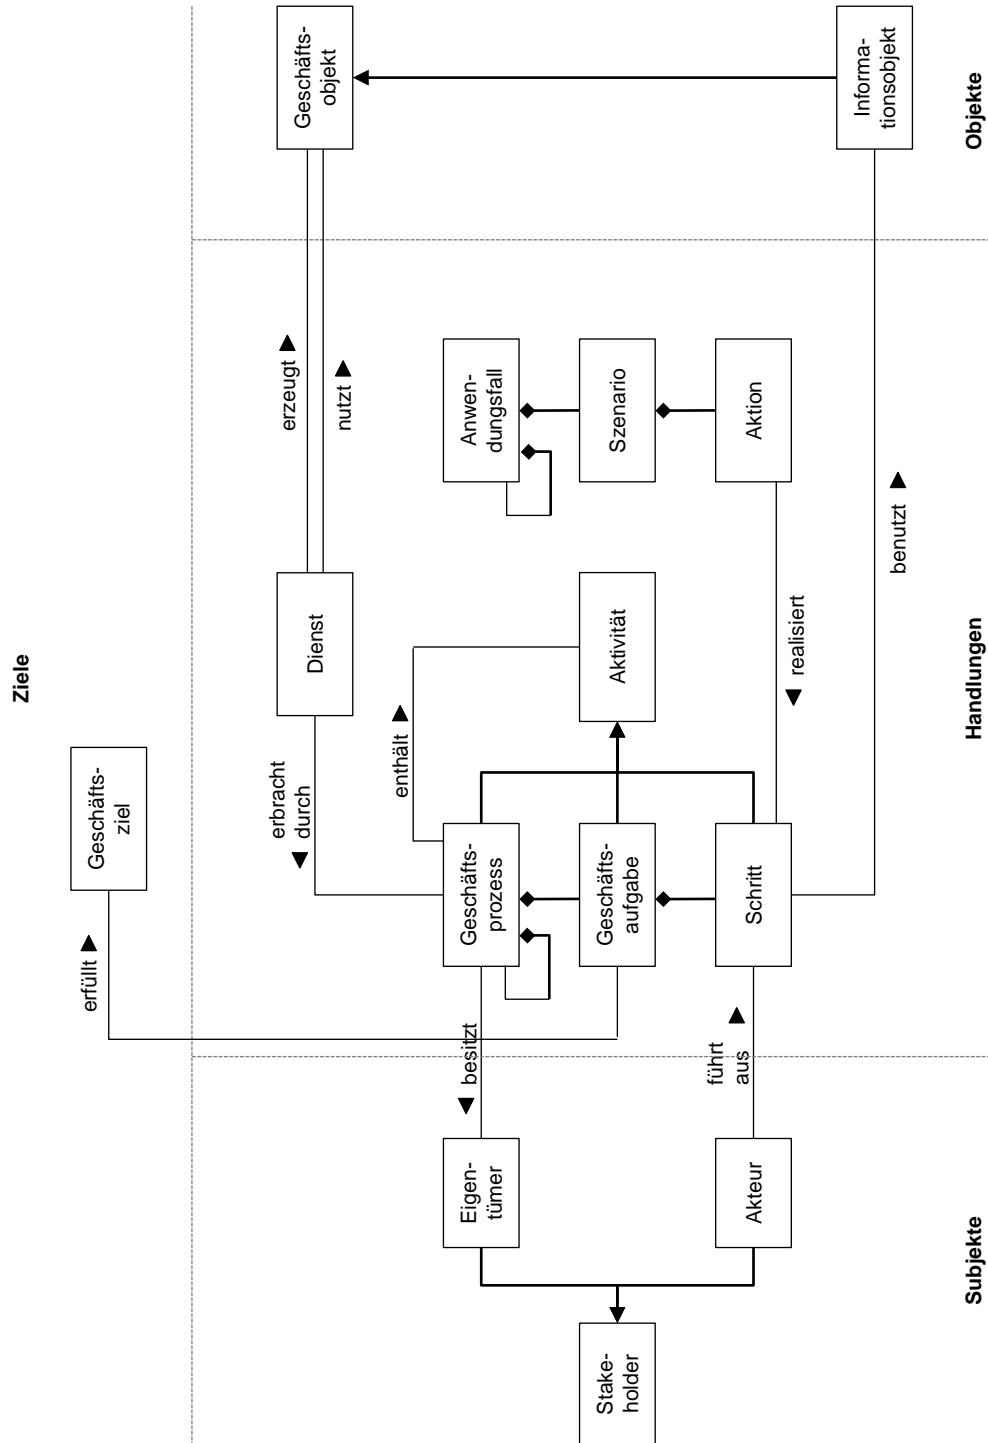 Ziele
Geschäfts-
ziel
erfüllt
Subjekte
Stake-
holder
Eigen-
tümer
Akteur
besitzt
führt
aus
Handlungen
Geschäfts-
prozess
Geschäfts-
aufgabe
Schritt
erbracht
durch
enthält
Dienst
Aktivität
realisiert
Anwen-
dungsfall
Szenario
Aktion
erzeugt
nutzt
benutzt
Objekte
Geschäfts-
objekt
Informa-
tionsobjekt